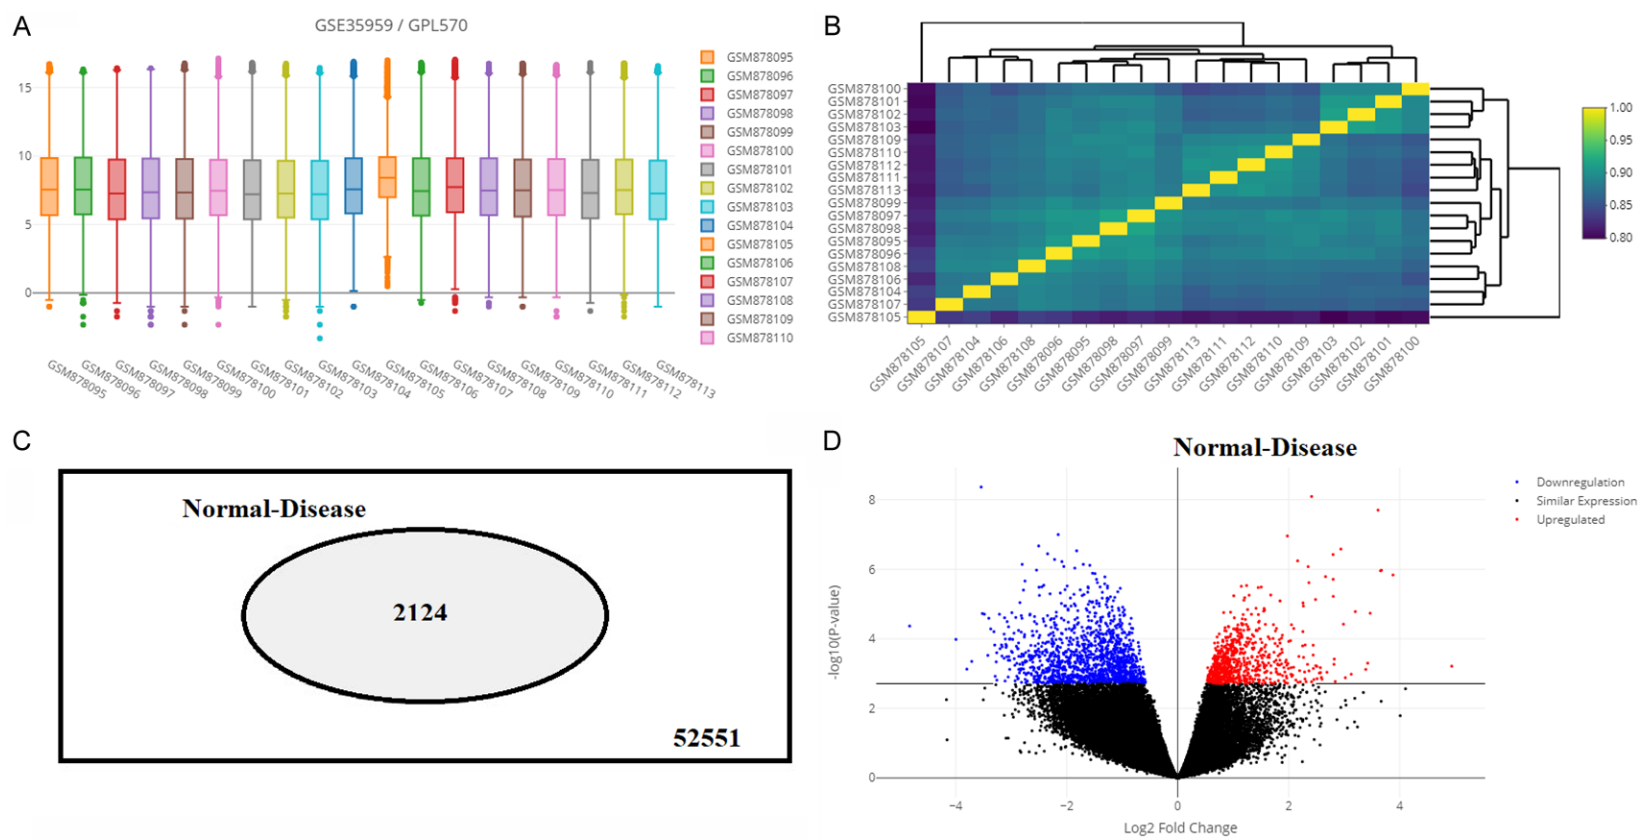 A
GSE35959 / GPL570
15
10
5
0
GSM878095
GSM878096
GSM878097
GSM878098
GSM878099
GSM878100
GSM878101
GSM878102
GSM878103
GSM878104
GSM878105
GSM878106
GSM878107
GSM878108
GSM878109
GSM878110
GSM878111
GSM878112
GSM878113
GSM878095
GSM878096
GSM878097
GSM878098
GSM878099
GSM878100
GSM878101
GSM878102
GSM878103
GSM878104
GSM878105
GSM878106
GSM878107
GSM878108
GSM878109
GSM878110
B
GSM878100
GSM878101
GSM878102
GSM878103
GSM878109
GSM878110
GSM878112
GSM878111
GSM878113
GSM878099
GSM878097
GSM878098
GSM878095
GSM878096
GSM878108
GSM878106
GSM878104
GSM878107
GSM878105
GSM878105
GSM878107
GSM878104
GSM878106
GSM878108
GSM878096
GSM878095
GSM878098
GSM878097
GSM878099
GSM878113
GSM878111
GSM878112
GSM878110
GSM878109
GSM878103
GSM878102
GSM878101
GSM878100
1.00
0.95
0.90
0.85
0.80
C
Normal-Disease
2124
52551
D
Normal-Disease
-log10(P-value)
8
6
4
2
0
−4
−2
0
2
4
Log2 Fold Change
Downregulation
Similar Expression
Upregulated